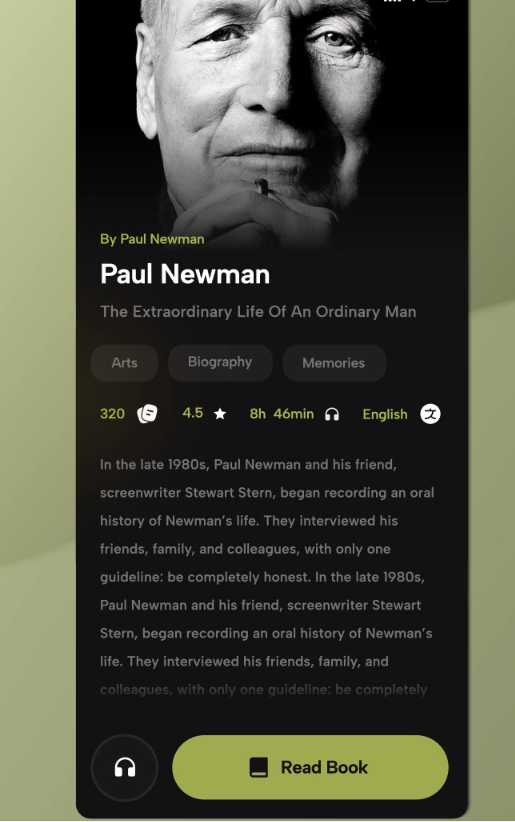 By Paul Newman
Paul Newman
The Extraordinary Life Of An Ordinary Man
Arts
Biography
Memories
320
4.5
8h 46min
English
文
In the late 1980s, Paul Newman and his friend,
screenwriter Stewart Stern, began recording an oral
history of Newman’s life. They interviewed his
friends, family, and colleagues, with only one
guideline: be completely honest. In the late 1980s,
Paul Newman and his friend, screenwriter Stewart
Stern, began recording an oral history of Newman’s
life. They interviewed his friends, family, and
colleagues, with only one guideline: be completely
Read Book